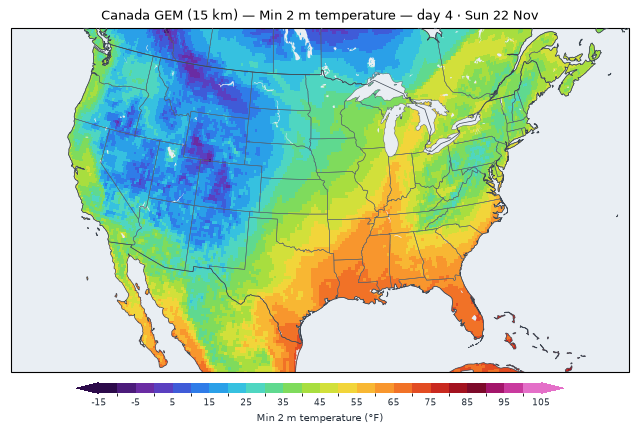 Canada GEM (15 km) — Min 2 m temperature — day 4 · Sun 22 Nov
-15 -5 5 15 25 35 45 55 65 75 85 95 105
Min 2 m temperature (°F)